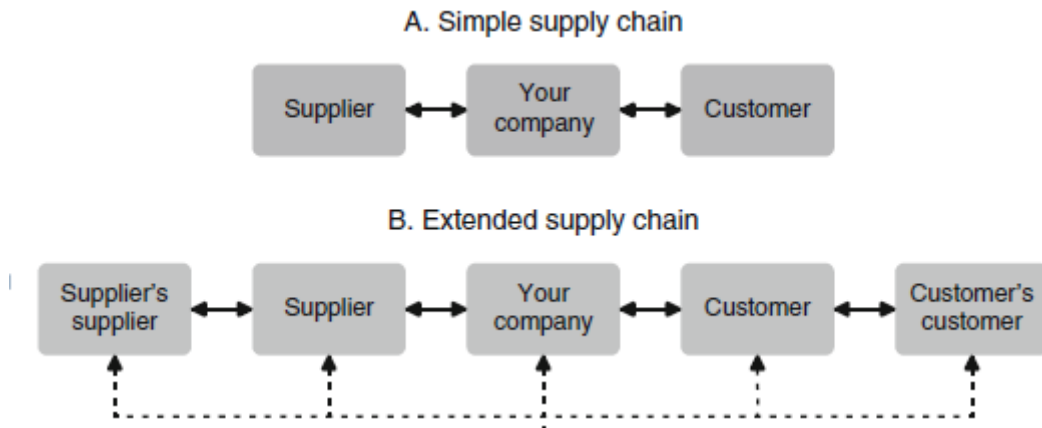 A. Simple supply chain
Supplier
Your
company
Customer
B. Extended supply chain
Supplier's
supplier
Supplier
Your
company
Customer
Customer's
customer